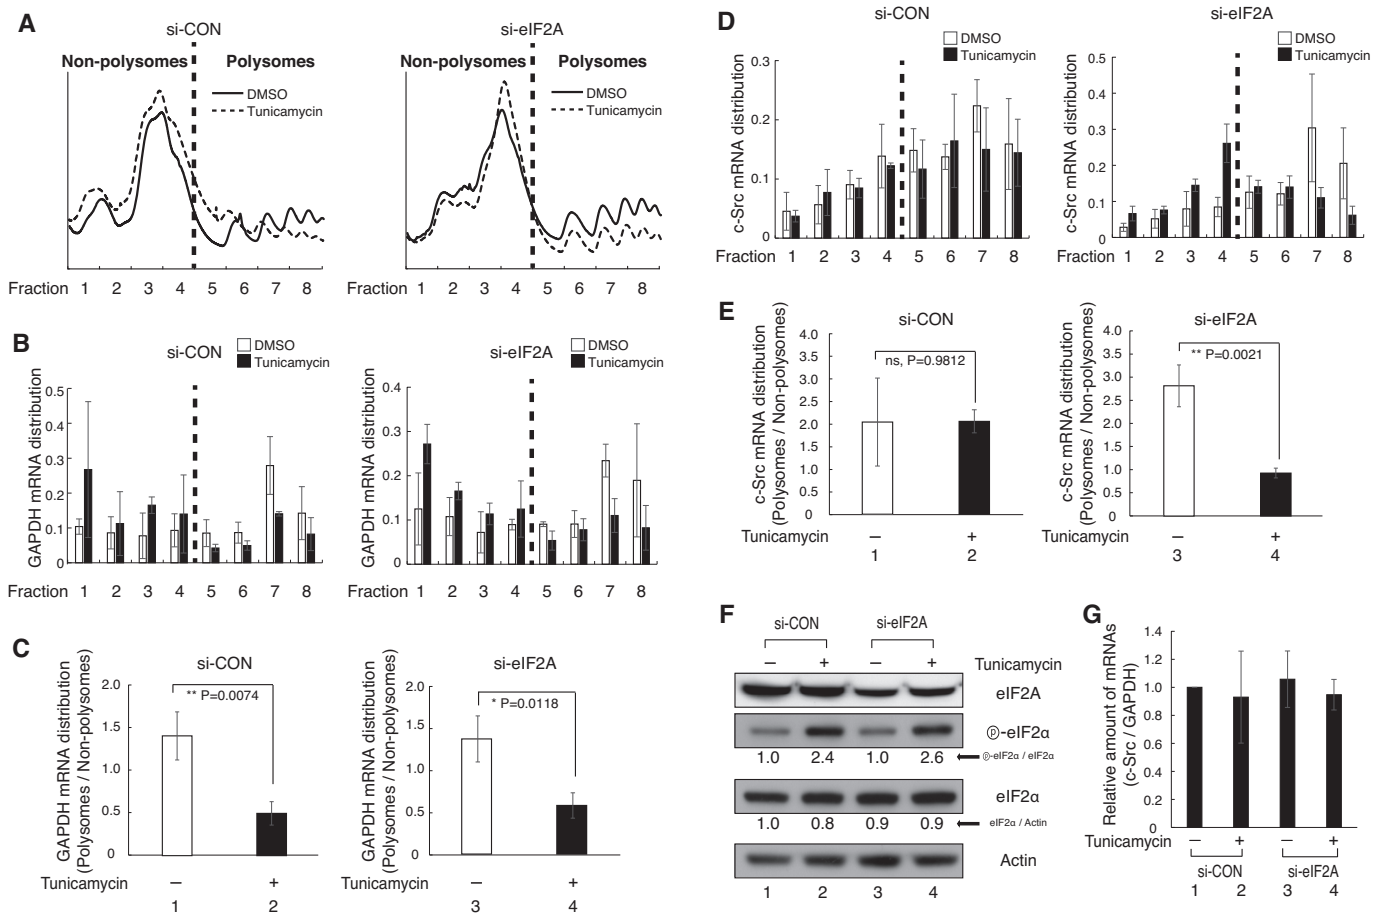 A
si-CON
si-eIF2A
Non-polysomes Polysomes
Non-polysomes Polysomes
DMSO
Tunicamycin
DMSO
Tunicamycin
Fraction 1 2 3 4 5 6 7 8
Fraction 1 2 3 4 5 6 7 8
B
si-CON
DMSO
Tunicamycin
GAPDH mRNA distribution
0.5
0.4
0.3
0.2
0.1
0
Fraction 1 2 3 4 5 6 7 8
si-eIF2A
DMSO
Tunicamycin
GAPDH mRNA distribution
0.4
0.3
0.2
0.1
0
Fraction 1 2 3 4 5 6 7 8
C
si-CON
GAPDH mRNA distribution
(Polysomes / Non-polysomes)
2.0
1.5
1.0
0.5
0
** P=0.0074
Tunicamycin − +
1 2
si-eIF2A
GAPDH mRNA distribution
(Polysomes / Non-polysomes)
2.0
1.5
1.0
0.5
0
* P=0.0118
Tunicamycin − +
3 4
D
si-CON
DMSO
Tunicamycin
c-Src mRNA distribution
0.3
0.2
0.1
0
Fraction 1 2 3 4 5 6 7 8
si-eIF2A
DMSO
Tunicamycin
c-Src mRNA distribution
0.5
0.4
0.3
0.2
0.1
0
Fraction 1 2 3 4 5 6 7 8
E
si-CON
c-Src mRNA distribution
(Polysomes / Non-polysomes)
4.0
3.5
3.0
2.5
2.0
1.5
1.0
0.5
0
ns, P=0.9812
Tunicamycin − +
1 2
si-eIF2A
c-Src mRNA distribution
(Polysomes / Non-polysomes)
4.0
3.5
3.0
2.5
2.0
1.5
1.0
0.5
0
** P=0.0021
Tunicamycin − +
3 4
F
si-CON si-eIF2A
− + − + Tunicamycin
eIF2A
ⓟ-eIF2α
1.0 2.4 1.0 2.6 ⓟ-eIF2α / eIF2α
eIF2α
1.0 0.8 0.9 0.9 eIF2α / Actin
Actin
1 2 3 4
G
Relative amount of mRNAs
(c-Src / GAPDH)
1.4
1.2
1.0
0.8
0.6
0.4
0.2
0
Tunicamycin − + − +
si-CON si-eIF2A
1 2 3 4